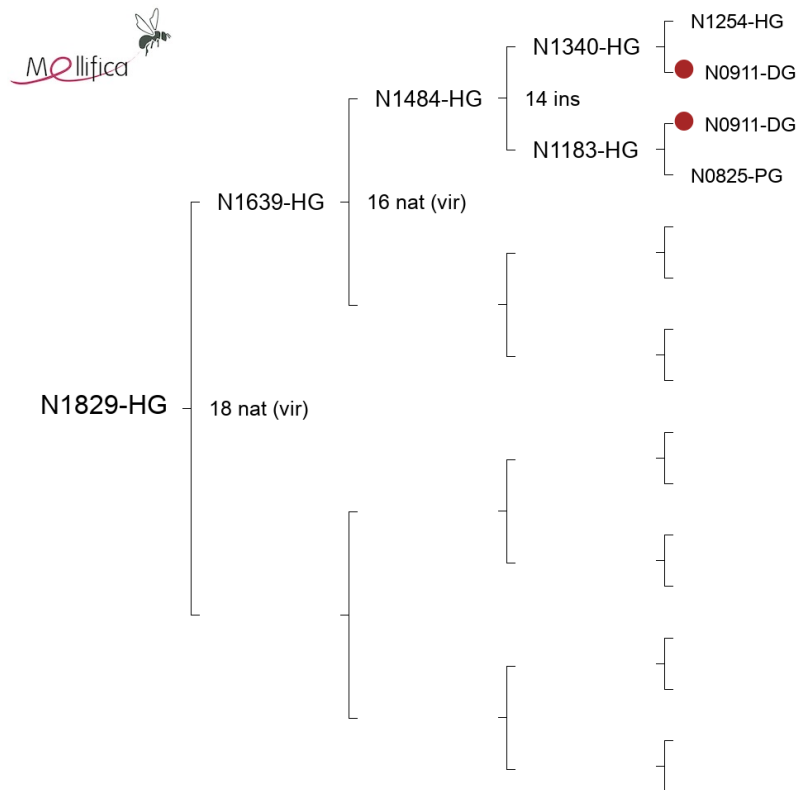 Mellifica
N1254-HG
N1340-HG
N0911-DG
N1484-HG
14 ins
N0911-DG
N1183-HG
N0825-PG
N1639-HG
16 nat (vir)
N1829-HG
18 nat (vir)